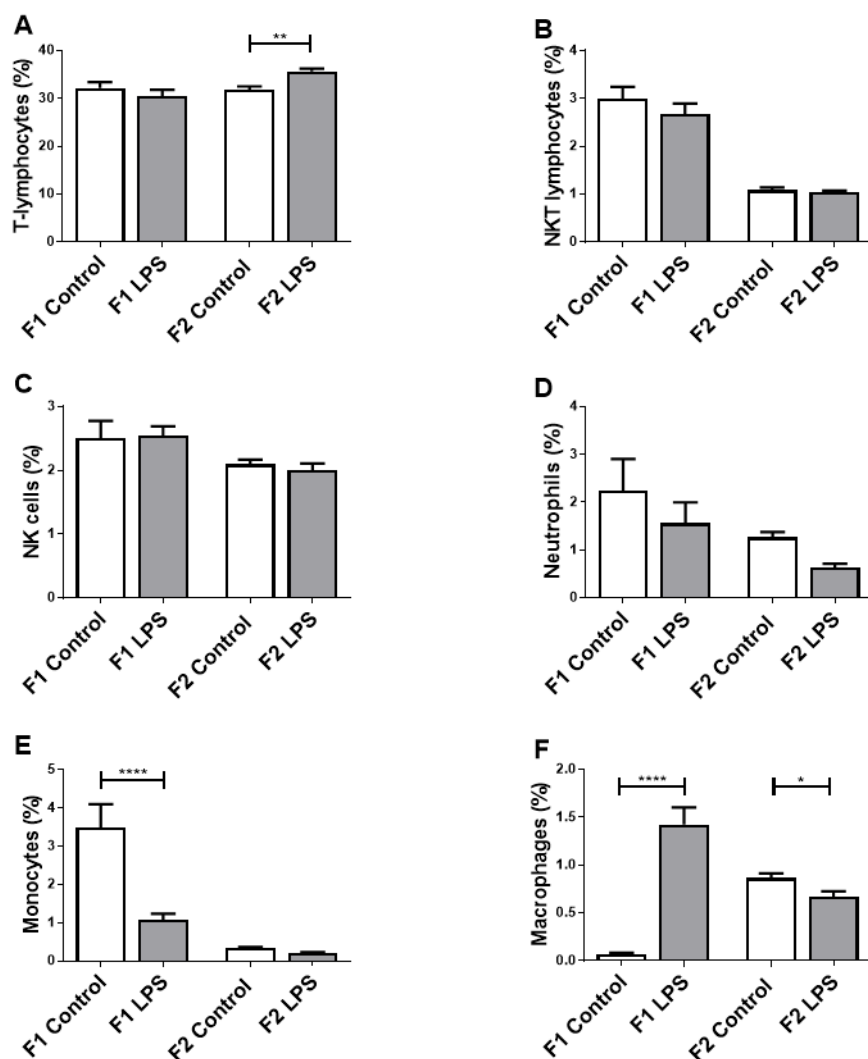 A
T-lymphocytes (%)
40
30
20
10
0
**
F1 Control
F1 LPS
F2 Control
F2 LPS
B
NKT lymphocytes (%)
4
3
2
1
0
F1 Control
F1 LPS
F2 Control
F2 LPS
C
NK cells (%)
3
2
1
0
F1 Control
F1 LPS
F2 Control
F2 LPS
D
Neutrophils (%)
4
3
2
1
0
F1 Control
F1 LPS
F2 Control
F2 LPS
E
Monocytes (%)
5
4
3
2
1
0
****
F1 Control
F1 LPS
F2 Control
F2 LPS
F
Macrophages (%)
2.0
1.5
1.0
0.5
0.0
****
*
F1 Control
F1 LPS
F2 Control
F2 LPS